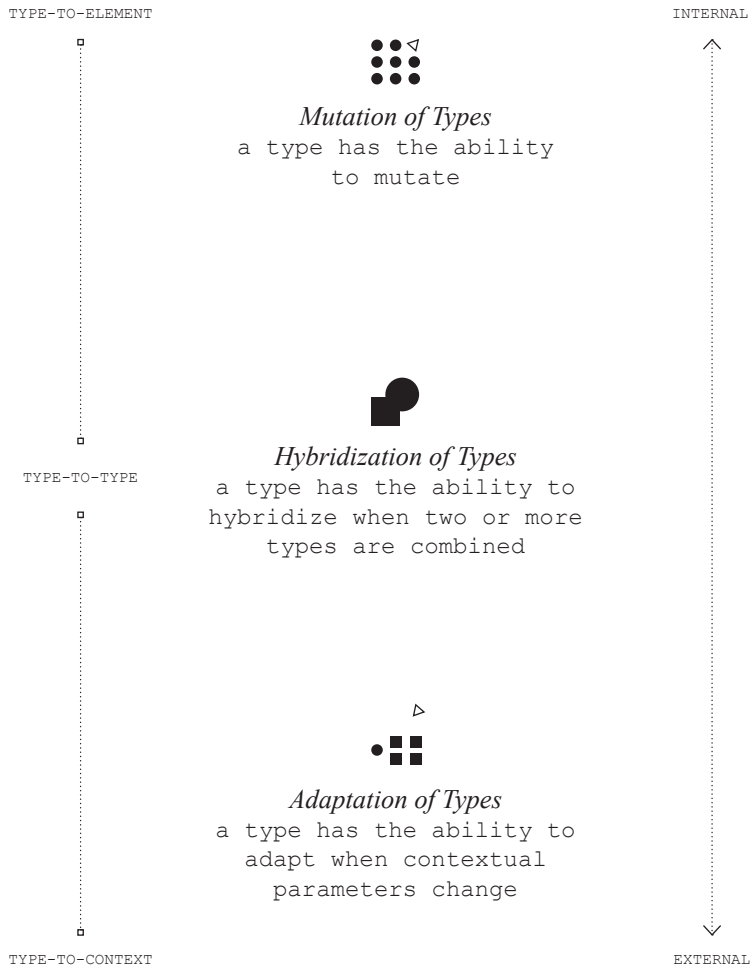 TYPE-TO-ELEMENT
INTERNAL
Mutation of Types
a type has the ability
to mutate
Hybridization of Types
TYPE-TO-TYPE
a type has the ability to
hybridize when two or more
types are combined
Adaptation of Types
a type has the ability to
adapt when contextual
parameters change
TYPE-TO-CONTEXT
EXTERNAL